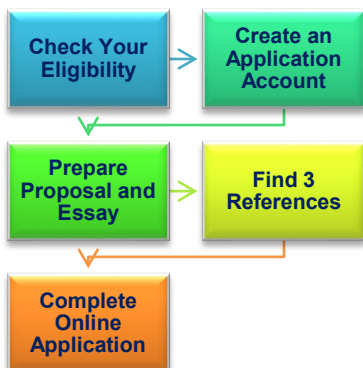 Check Your
Eligibility
Create an
Application
Account
Prepare
Proposal and
Essay
Find 3
References
Complete
Online
Application